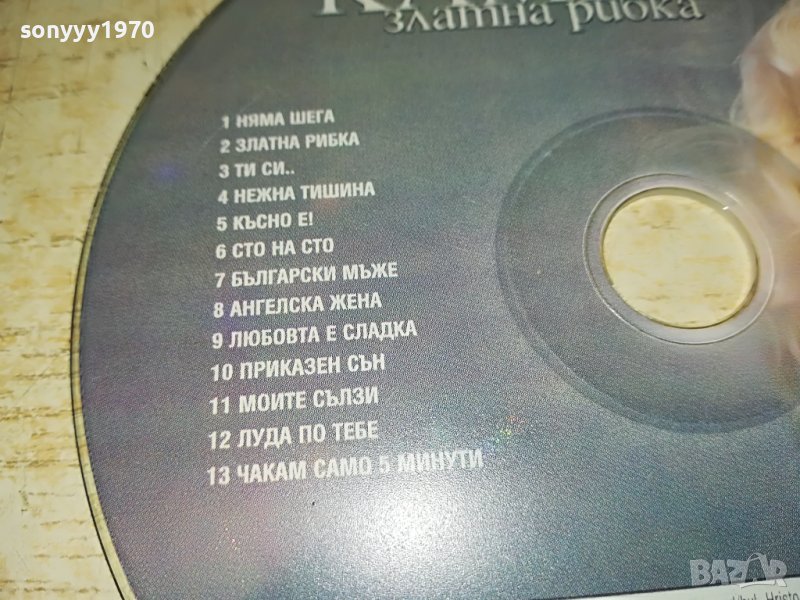 sonyyy1970
златна рибка
1 НЯМА ШЕГА
2 ЗЛАТНА РИБКА
3 ТИ СИ..
4 НЕЖНА ТИШИНА
5 КЪСНО Е!
6 СТО НА СТО
7 БЪЛГАРСКИ МЪЖЕ
8 АНГЕЛСКА ЖЕНА
9 ЛЮБОВТА Е СЛАДКА
10 ПРИКАЗЕН СЪН
11 МОИТЕ СЪЛЗИ
12 ЛУДА ПО ТЕБЕ
13 ЧАКАМ САМО 5 МИНУТИ
BAZAR
Hristo